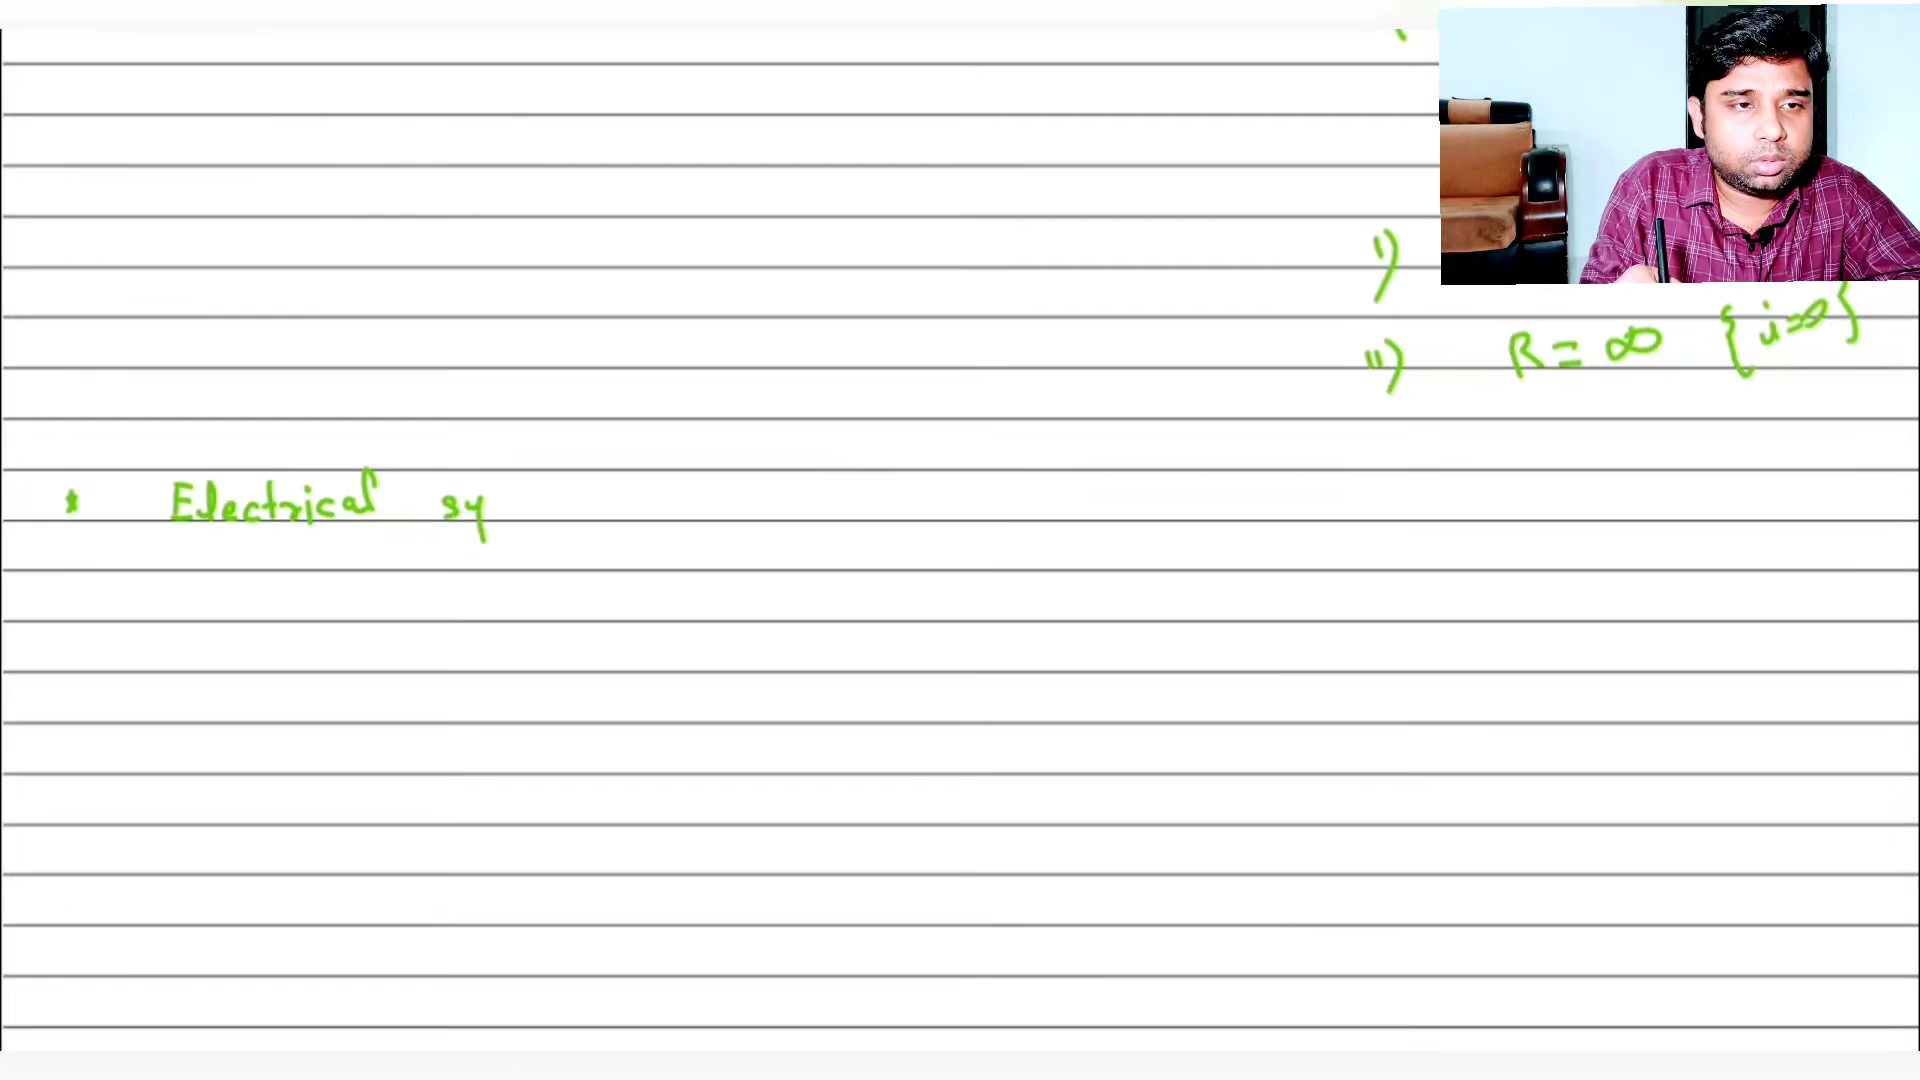 i)
ii) R = ∞ {i=0}
* Electrical sy